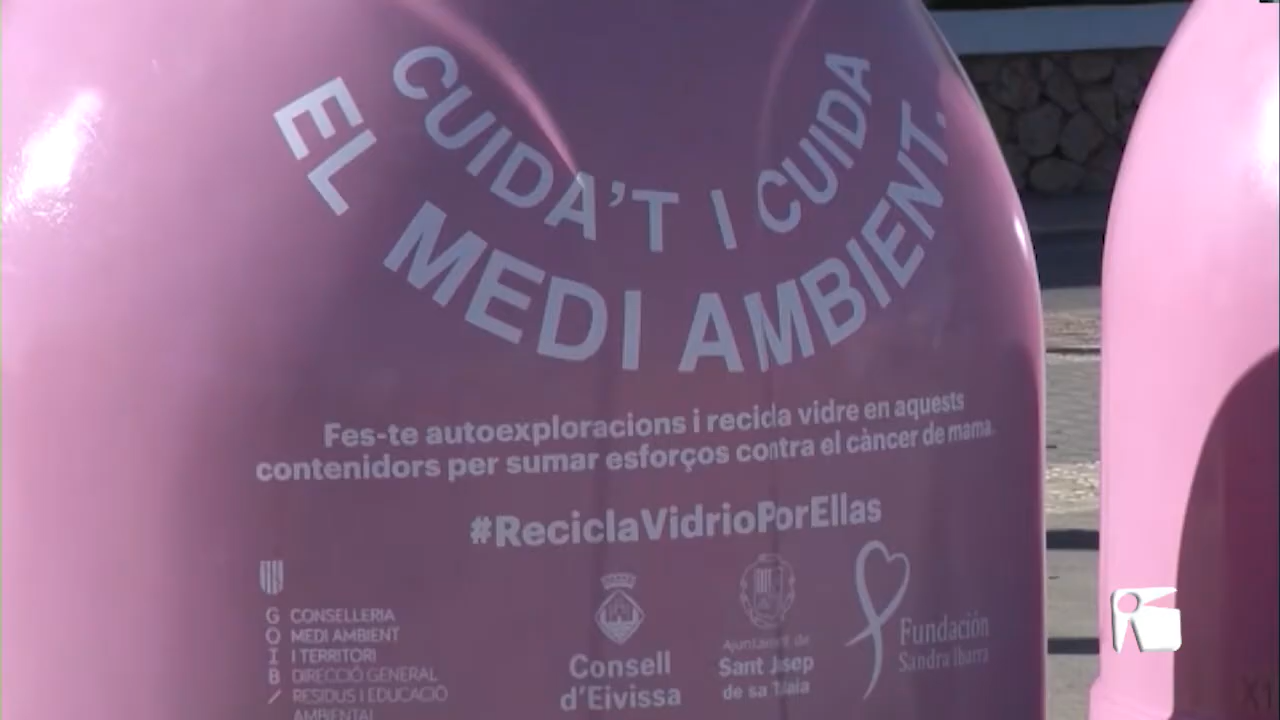 CUIDA'T I CUIDA
EL MEDI AMBIENT.
Fes-te autoexploracions i recicla vidre en aquests
contenidors per sumar esforços contra el càncer de mama.
#ReciclaVidrioPorEllas
G CONSELLERIA
O MEDI AMBIENT
I I TERRITORI
B DIRECCIÓ GENERAL
/ RESIDUS I EDUCACIÓ
AMBIENTAL
Consell
d'Eivissa
Ajuntament de
Sant Josep
de sa Talaia
Fundación
Sandra Ibarra